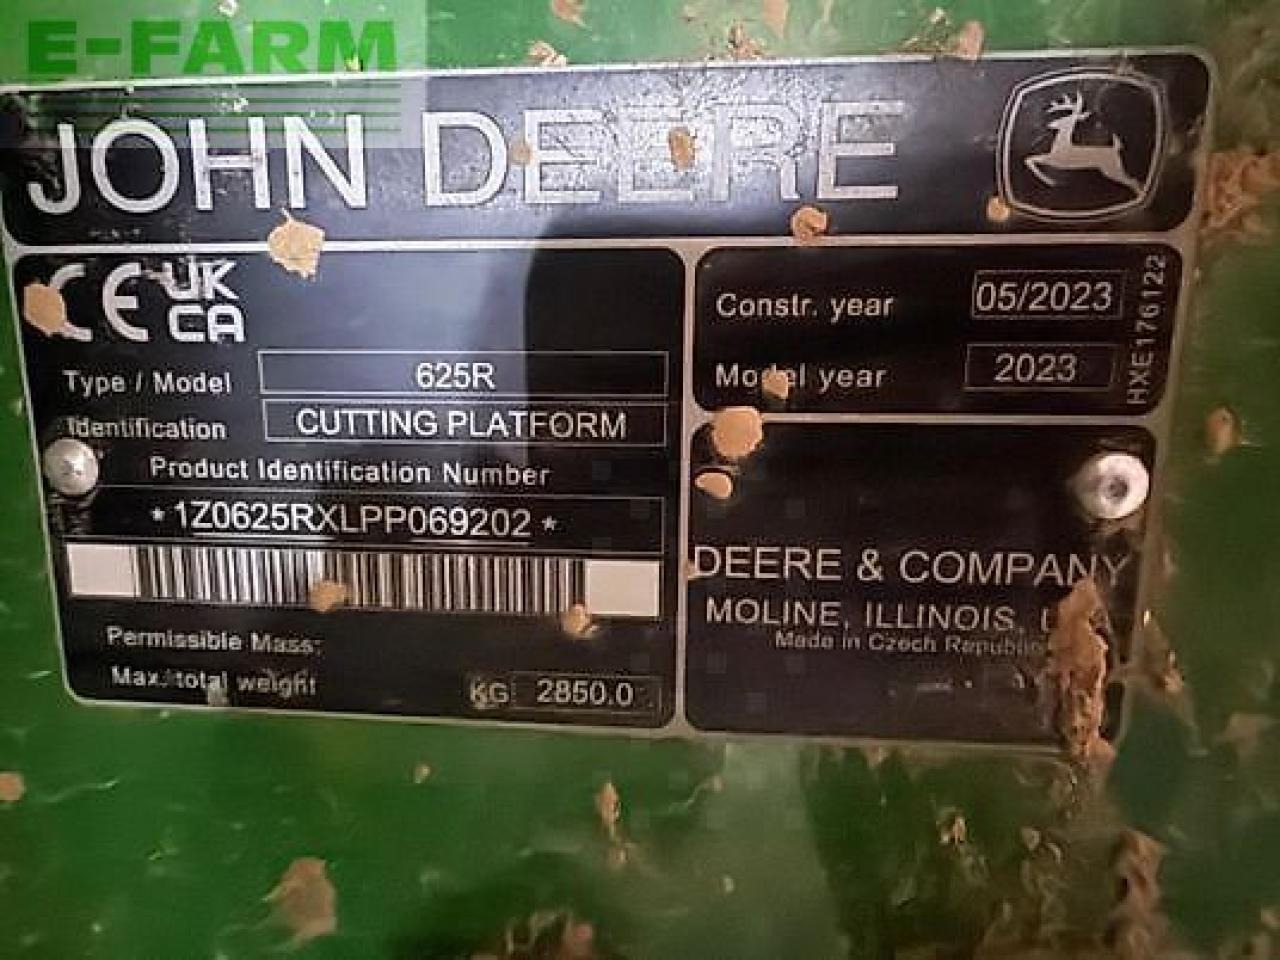 E-FARM
JOHN DEERE
CE UK
CA
Type / Model 625R
Identification CUTTING PLATFORM
Product Identification Number
* 1Z0625RXLPP069202 *
Permissible Mass:
Max. total weight KG 2850.0
Constr. year 05/2023
Model year 2023
HXE176122
DEERE & COMPANY
MOLINE, ILLINOIS,
Made in Czech Republic